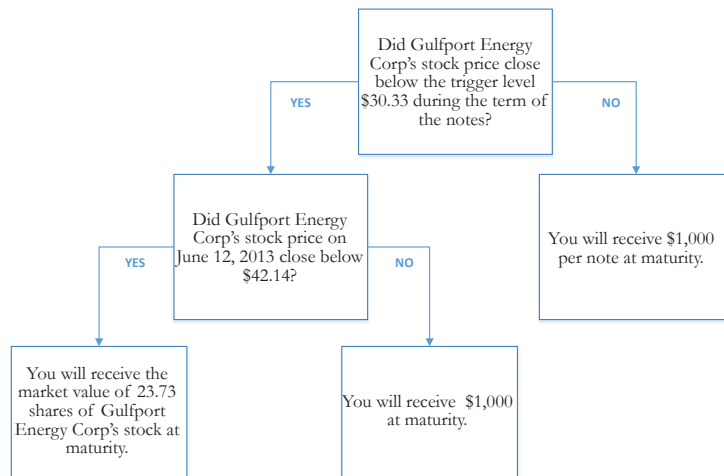 Did Gulfport Energy
Corp's stock price close
below the trigger level
$30.33 during the term of
the notes?
YES
NO
Did Gulfport Energy
Corp's stock price on
June 12, 2013 close below
$42.14?
You will receive $1,000
per note at maturity.
YES
NO
You will receive the
market value of 23.73
shares of Gulfport
Energy Corp's stock at
maturity.
You will receive $1,000
at maturity.